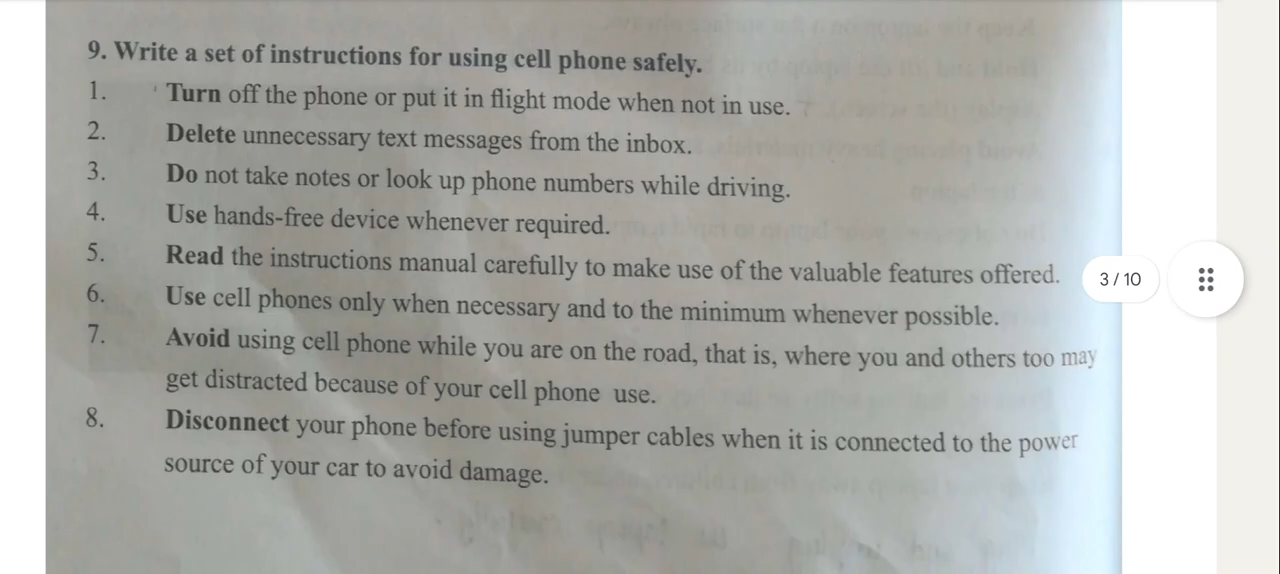 9. Write a set of instructions for using cell phone safely.
1. Turn off the phone or put it in flight mode when not in use.
2. Delete unnecessary text messages from the inbox.
3. Do not take notes or look up phone numbers while driving.
4. Use hands-free device whenever required.
5. Read the instructions manual carefully to make use of the valuable features offered.
3 / 10
6. Use cell phones only when necessary and to the minimum whenever possible.
7. Avoid using cell phone while you are on the road, that is, where you and others too may
get distracted because of your cell phone use.
8. Disconnect your phone before using jumper cables when it is connected to the power
source of your car to avoid damage.